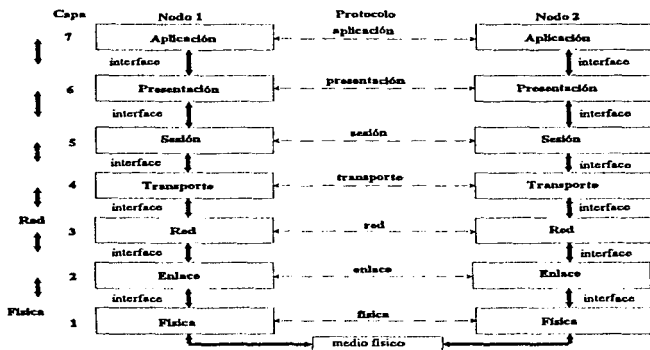 Capa Nodo 1 Protocolo Nodo 2
7 Aplicación aplicación Aplicación
interface interface
6 Presentación presentación Presentación
interface interface
5 Sesión sesión Sesión
interface interface
4 Transporte transporte Transporte
interface interface
Red
3 Red red Red
interface interface
2 Enlace enlace Enlace
interface interface
Física
1 Física física Física
medio físico